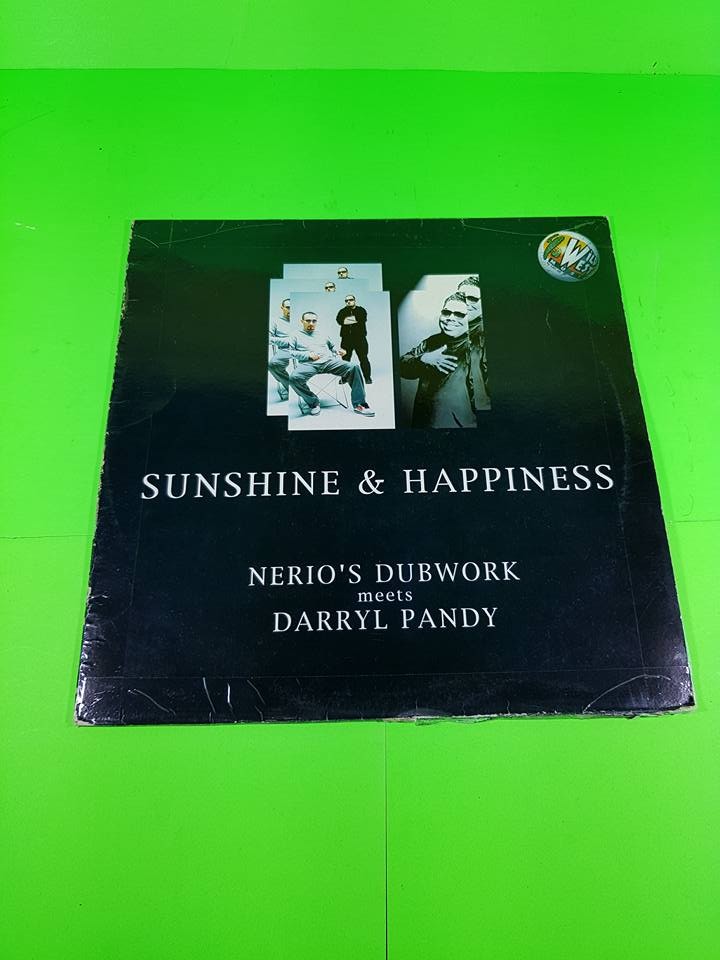 SUNSHINE & HAPPINESS
NERIO'S DUBWORK
meets
DARRYL PANDY